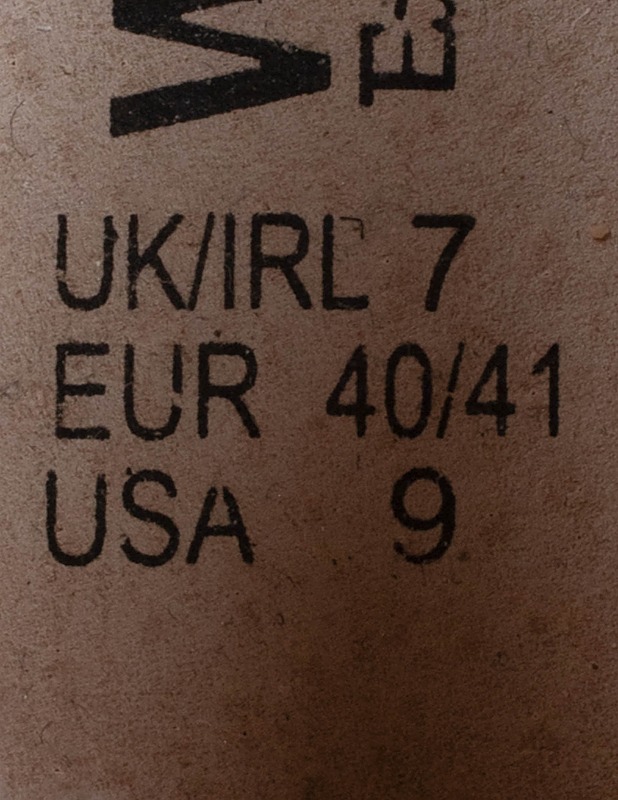 UK/IRL 7
EUR 40/41
USA 9